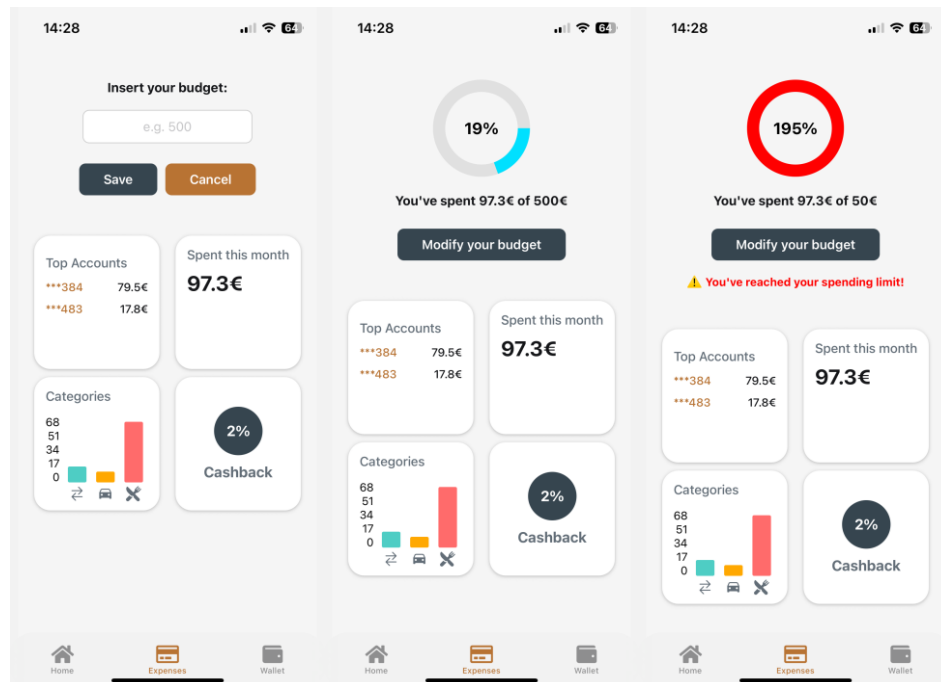 14:28
64
Insert your budget:
e.g. 500
Save
Cancel
Top Accounts
***384 79.5€
***483 17.8€
Spent this month
97.3€
Categories
68
51
34
17
0
2%
Cashback
Home
Expenses
Wallet
14:28
64
19%
You've spent 97.3€ of 500€
Modify your budget
Top Accounts
***384 79.5€
***483 17.8€
Spent this month
97.3€
Categories
68
51
34
17
0
2%
Cashback
Home
Expenses
Wallet
14:28
64
195%
You've spent 97.3€ of 50€
Modify your budget
⚠️ You've reached your spending limit!
Top Accounts
***384 79.5€
***483 17.8€
Spent this month
97.3€
Categories
68
51
34
17
0
2%
Cashback
Home
Expenses
Wallet